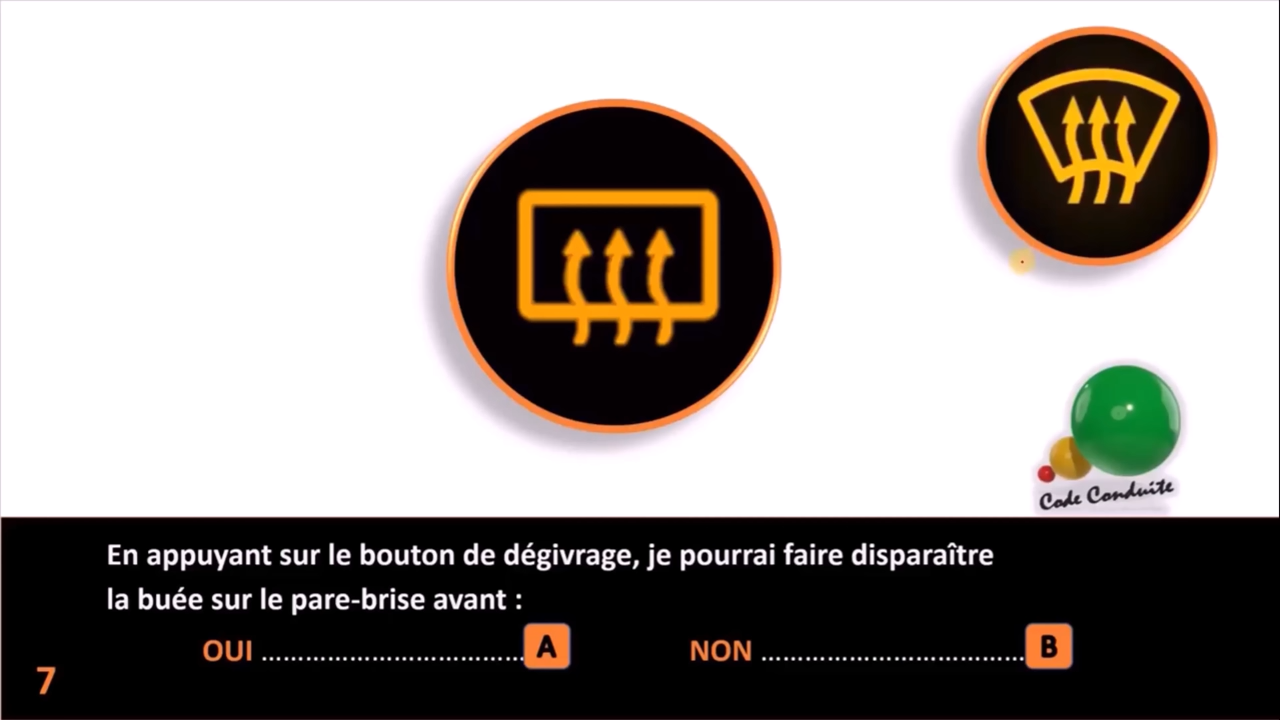 Code Conduite
En appuyant sur le bouton de dégivrage, je pourrai faire disparaître
la buée sur le pare-brise avant :
OUI ..................................... A NON ..................................... B
7